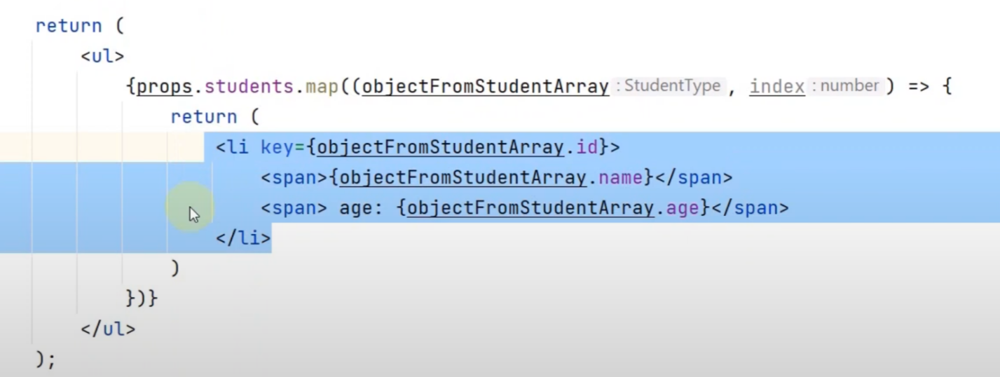 return (
<ul>
{props.students.map((objectFromStudentArray : StudentType , index : number ) => {
return (
<li key={objectFromStudentArray.id}>
<span>{objectFromStudentArray.name}</span>
<span> age: {objectFromStudentArray.age}</span>
</li>
)
})}
</ul>
);